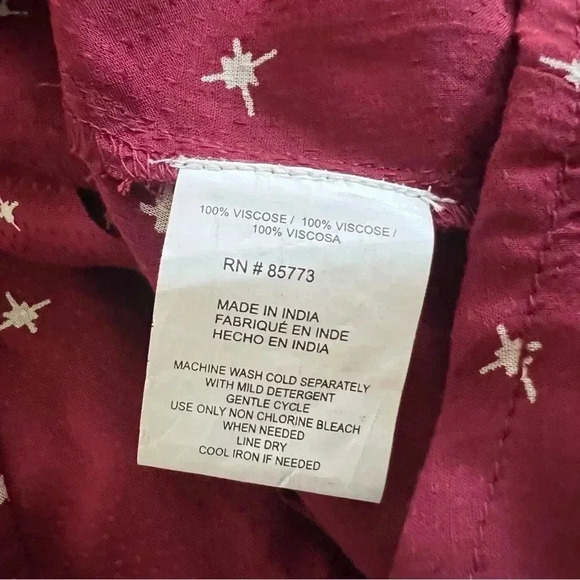 100% VISCOSE / 100% VISCOSE /
100% VISCOSA
RN # 85773
MADE IN INDIA
FABRIQUÉ EN INDE
HECHO EN INDIA
MACHINE WASH COLD SEPARATELY
WITH MILD DETERGENT
GENTLE CYCLE
USE ONLY NON CHLORINE BLEACH
WHEN NEEDED
LINE DRY
COOL IRON IF NEEDED